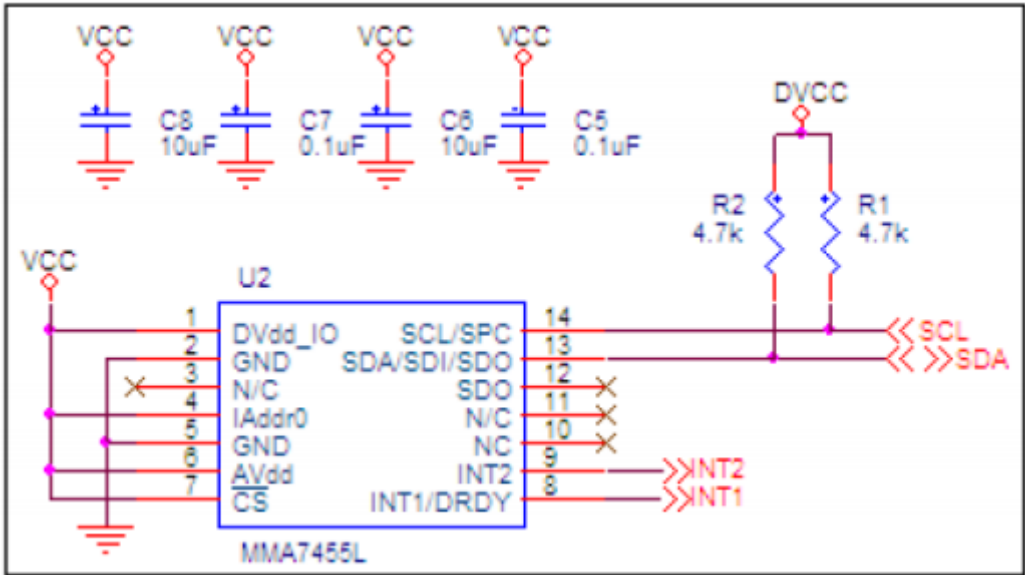 VCC VCC VCC VCC
C8 C7 C6 C5
10uF 0.1uF 10uF 0.1uF
DVCC
R2 R1
4.7k 4.7k
VCC
U2
1 DVdd_IO SCL/SPC 14 SCL
2 GND SDA/SDI/SDO 13 SDA
3 N/C SDO 12
4 IAddr0 N/C 11
5 GND NC 10
6 AVdd INT2 9 INT2
7 CS INT1/DRDY 8 INT1
MMA7455L